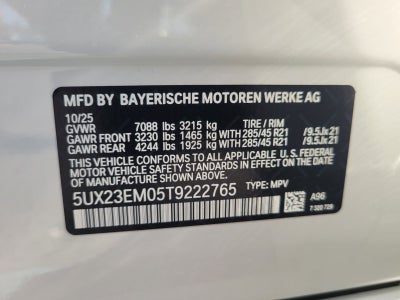 MFD BY BAYERISCHE MOTOREN WERKE AG
10/25
GVWR 7088 lbs 3215 kg TIRE / RIM
GAWR FRONT 3230 lbs 1465 kg WITH 285/45 R21 /9.5Jx21
GAWR REAR 4244 lbs 1925 kg WITH 285/45 R21 /9.5Jx21
THIS VEHICLE CONFORMS TO ALL APPLICABLE U.S. FEDERAL
MOTOR VEHICLE SAFETY STANDARDS IN EFFECT ON
THE DATE OF MANUFACTURE SHOWN ABOVE.
5UX23EM05T9222765 TYPE: MPV A96